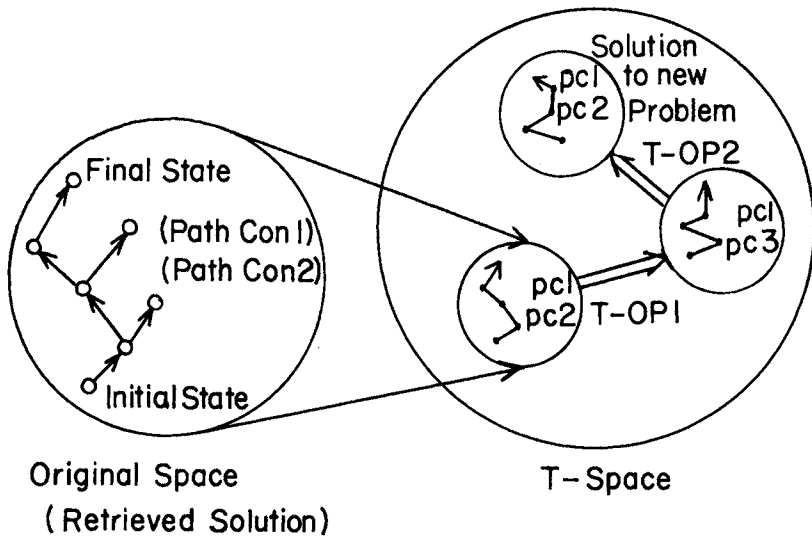 Final State
(Path Con1)
(Path Con2)
Initial State
Original Space
(Retrieved Solution)
Solution
to new
Problem
pc1
pc2
T-OP2
pc1
pc3
pc1
pc2
T-OP1
T-Space